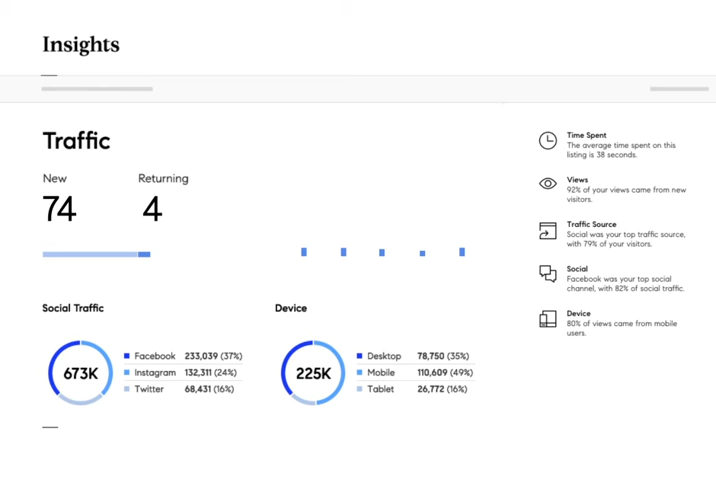 Insights
Traffic
New
Returning
74
4
Social Traffic
673K
Facebook 233,039 (37%)
Instagram 132,311 (24%)
Twitter 68,431 (16%)
Device
225K
Desktop 78,750 (35%)
Mobile 110,609 (49%)
Tablet 26,772 (16%)
Time Spent
The average time spent on this
listing is 38 seconds.
Views
92% of your views came from new
visitors.
Traffic Source
Social was your top traffic source,
with 79% of your visitors.
Social
Facebook was your top social
channel, with 82% of social traffic.
Device
80% of views came from mobile
users.